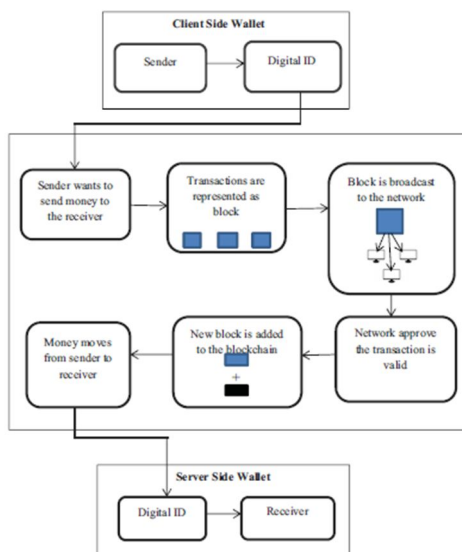 Client Side Wallet
Sender
Digital ID
Sender wants to
send money to
the receiver
Transactions are
represented as
block
Block is broadcast
to the network
Money moves
from sender to
receiver
New block is added
to the blockchain
+
Network approve
the transaction is
valid
Server Side Wallet
Digital ID
Receiver